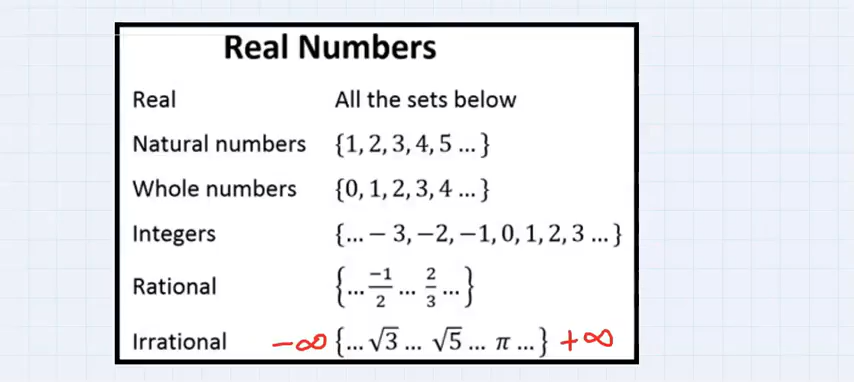 Real Numbers
Real All the sets below
Natural numbers {1, 2, 3, 4, 5 ...}
Whole numbers {0, 1, 2, 3, 4 ...}
Integers {... − 3, −2, −1, 0, 1, 2, 3 ...}
Rational {... −1/2 ... 2/3 ...}
Irrational −∞ {... √3 ... √5 ... π ...} +∞